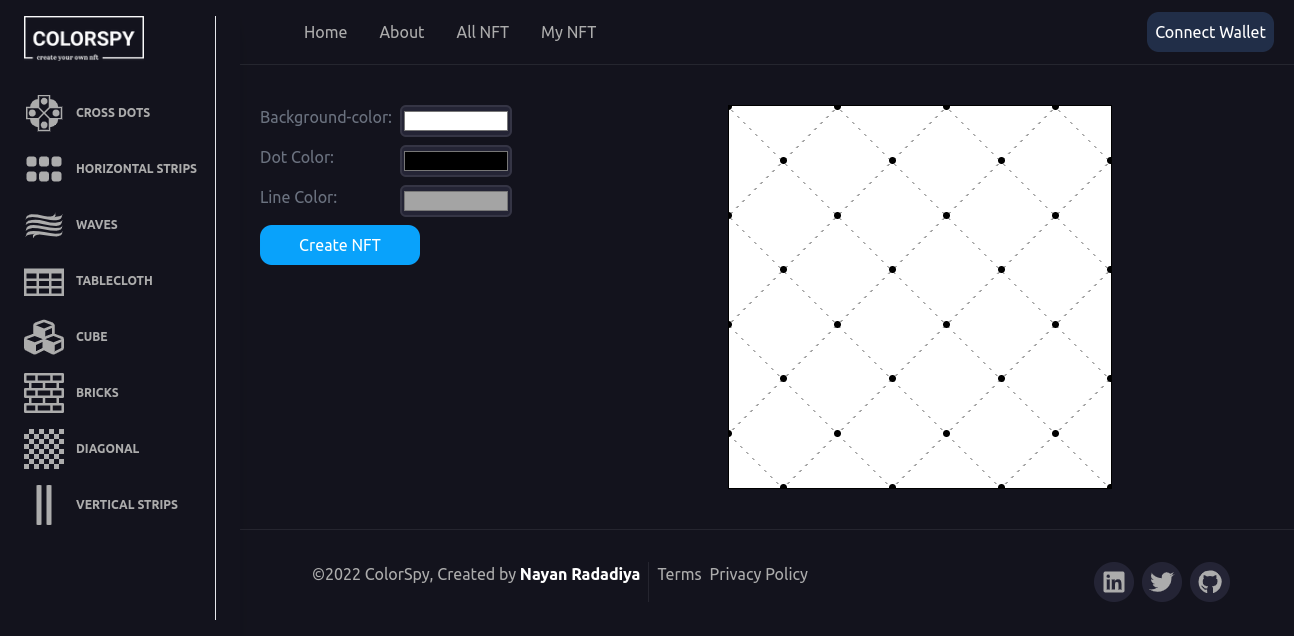 COLORSPY
create your own nft
Home About All NFT My NFT
Connect Wallet
CROSS DOTS
HORIZONTAL STRIPS
WAVES
TABLECLOTH
CUBE
BRICKS
DIAGONAL
VERTICAL STRIPS
Background-color:
Dot Color:
Line Color:
Create NFT
©2022 ColorSpy, Created by Nayan Radadiya
Terms Privacy Policy
in